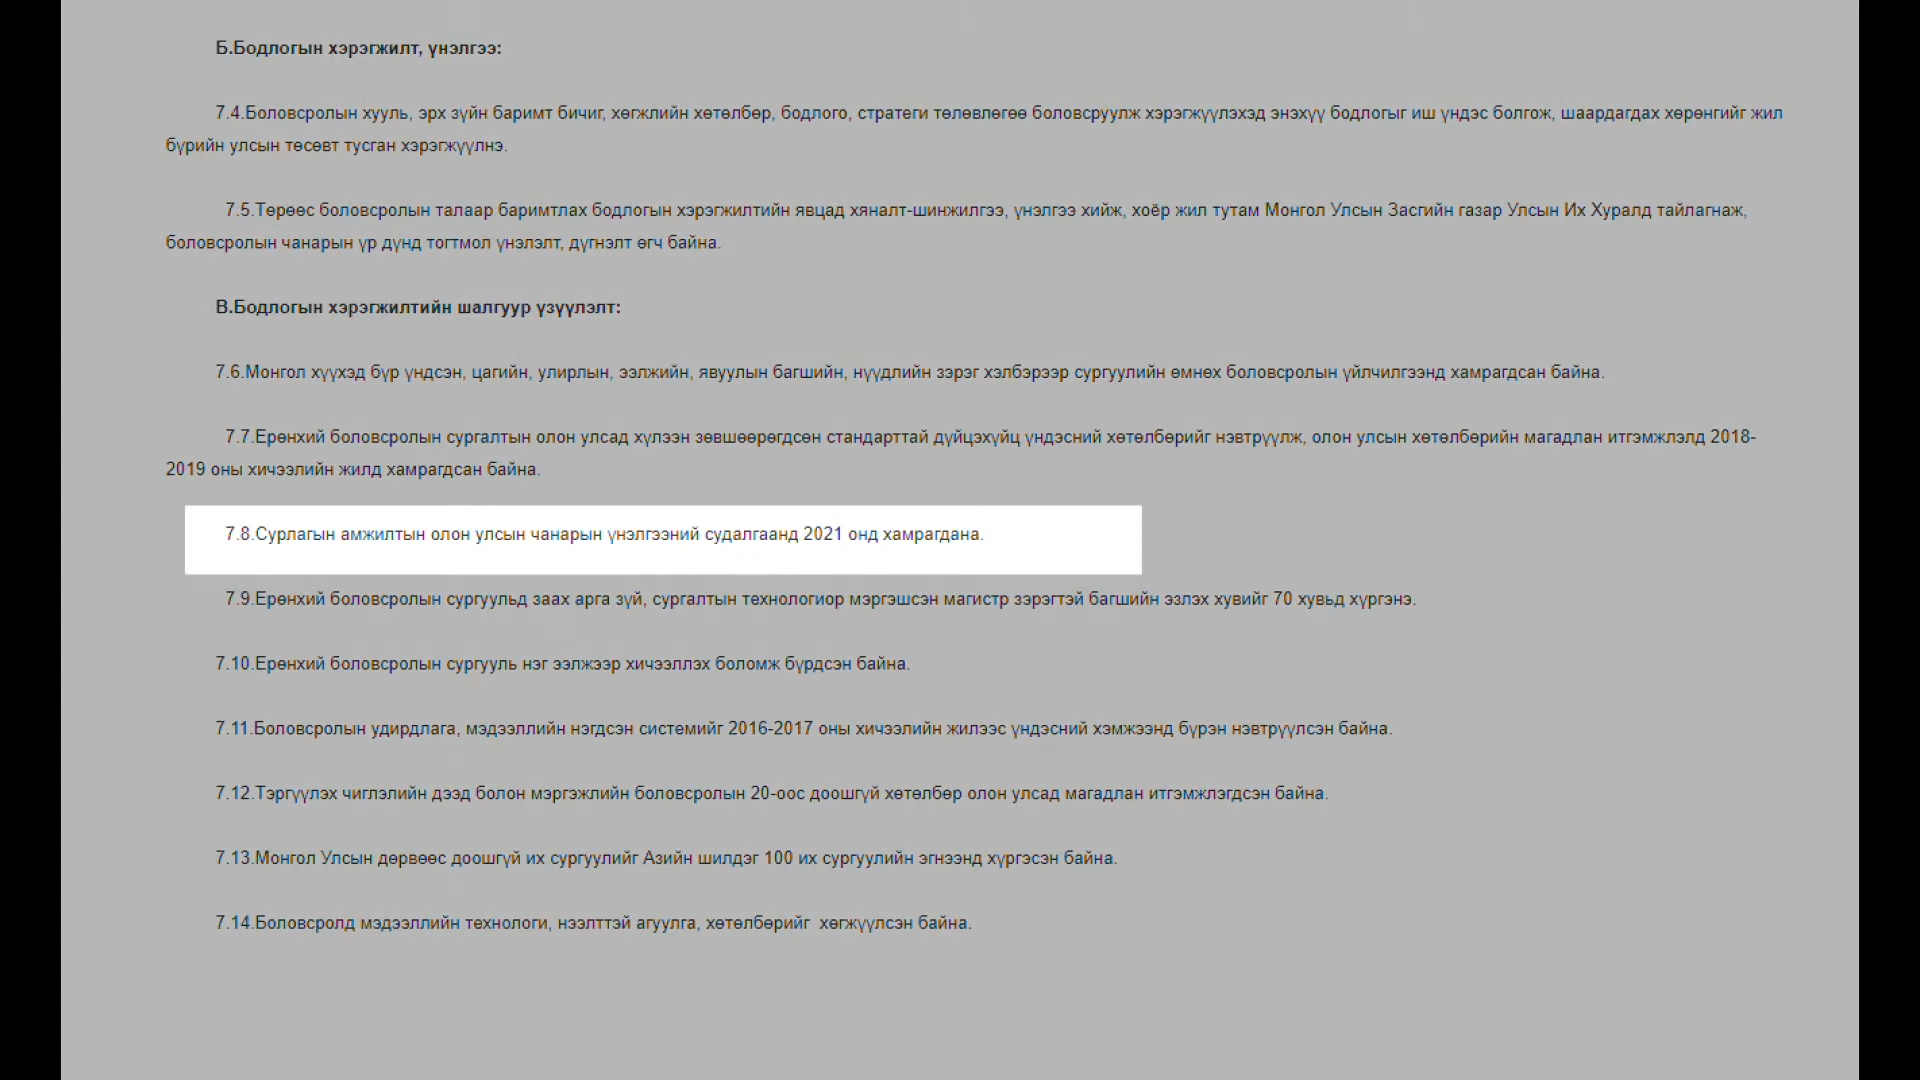 Б.Бодлогын хэрэгжилт, үнэлгээ:
7.4.Боловсролын хууль, эрх зүйн баримт бичиг, хөгжлийн хөтөлбөр, бодлого, стратеги төлөвлөгөө боловсруулж хэрэгжүүлэхэд энэхүү бодлогыг иш үндэс болгож, шаардагдах хөрөнгийг жил
бүрийн улсын төсөвт тусган хэрэгжүүлнэ.
7.5.Төрөөс боловсролын талаар баримтлах бодлогын хэрэгжилтийн явцад хяналт-шинжилгээ, үнэлгээ хийж, хоёр жил тутам Монгол Улсын Засгийн газар Улсын Их Хуралд тайлагнаж,
боловсролын чанарын үр дүнд тогтмол үнэлэлт, дүгнэлт өгч байна.
В.Бодлогын хэрэгжилтийн шалгуур үзүүлэлт:
7.6.Монгол хүүхэд бүр үндсэн, цагийн, улирлын, ээлжийн, явуулын багшийн, нүүдлийн зэрэг хэлбэрээр сургуулийн өмнөх боловсролын үйлчилгээнд хамрагдсан байна.
7.7.Ерөнхий боловсролын сургалтын олон улсад хүлээн зөвшөөрөгдсөн стандарттай дүйцэхүйц үндэсний хөтөлбөрийг нэвтрүүлж, олон улсын хөтөлбөрийн магадлан итгэмжлэлд 2018-
2019 оны хичээлийн жилд хамрагдсан байна.
7.8.Сурлагын амжилтын олон улсын чанарын үнэлгээний судалгаанд 2021 онд хамрагдана.
7.9.Ерөнхий боловсролын сургуульд заах арга зүй, сургалтын технологиор мэргэшсэн магистр зэрэгтэй багшийн эзлэх хувийг 70 хувьд хүргэнэ.
7.10.Ерөнхий боловсролын сургууль нэг ээлжээр хичээллэх боломж бүрдсэн байна.
7.11.Боловсролын удирдлага, мэдээллийн нэгдсэн системийг 2016-2017 оны хичээлийн жилээс үндэсний хэмжээнд бүрэн нэвтрүүлсэн байна.
7.12.Тэргүүлэх чиглэлийн дээд болон мэргэжлийн боловсролын 20-оос доошгүй хөтөлбөр олон улсад магадлан итгэмжлэгдсэн байна.
7.13.Монгол Улсын дөрвөөс доошгүй их сургуулийг Азийн шилдэг 100 их сургуулийн эгнээнд хүргэсэн байна.
7.14.Боловсролд мэдээллийн технологи, нээлттэй агуулга, хөтөлбөрийг хөгжүүлсэн байна.